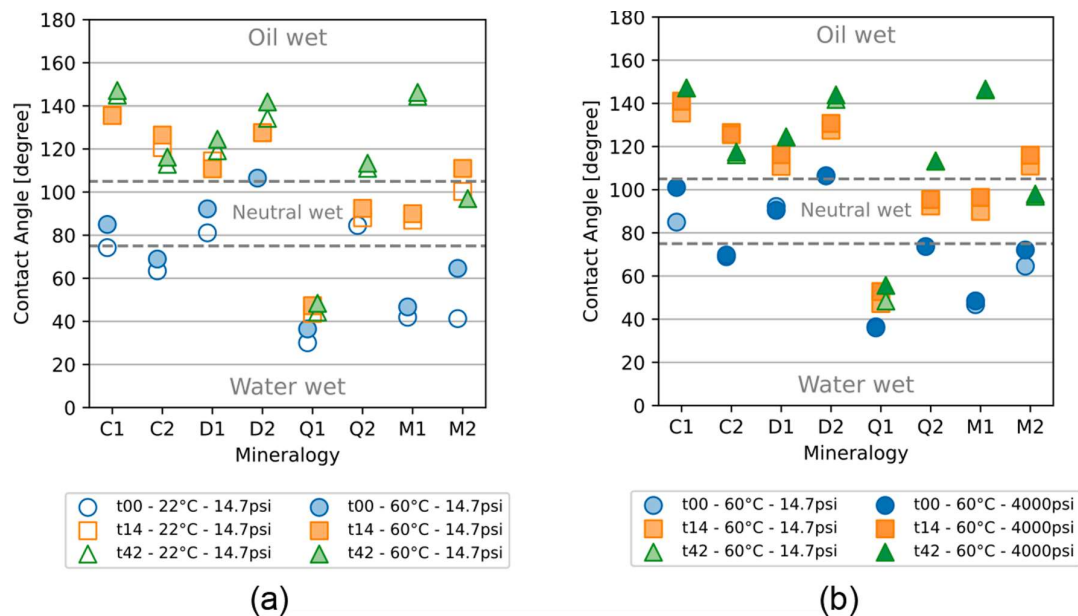 180
160
140
120
100
80
60
40
20
0
Contact Angle [degree]
Oil wet
Neutral wet
Water wet
C1 C2 D1 D2 Q1 Q2 M1 M2
Mineralogy
t00 - 22°C - 14.7psi t00 - 60°C - 14.7psi
t14 - 22°C - 14.7psi t14 - 60°C - 14.7psi
t42 - 22°C - 14.7psi t42 - 60°C - 14.7psi
(a)
180
160
140
120
100
80
60
40
20
0
Contact Angle [degree]
Oil wet
Neutral wet
Water wet
C1 C2 D1 D2 Q1 Q2 M1 M2
Mineralogy
t00 - 60°C - 14.7psi t00 - 60°C - 4000psi
t14 - 60°C - 14.7psi t14 - 60°C - 4000psi
t42 - 60°C - 14.7psi t42 - 60°C - 4000psi
(b)